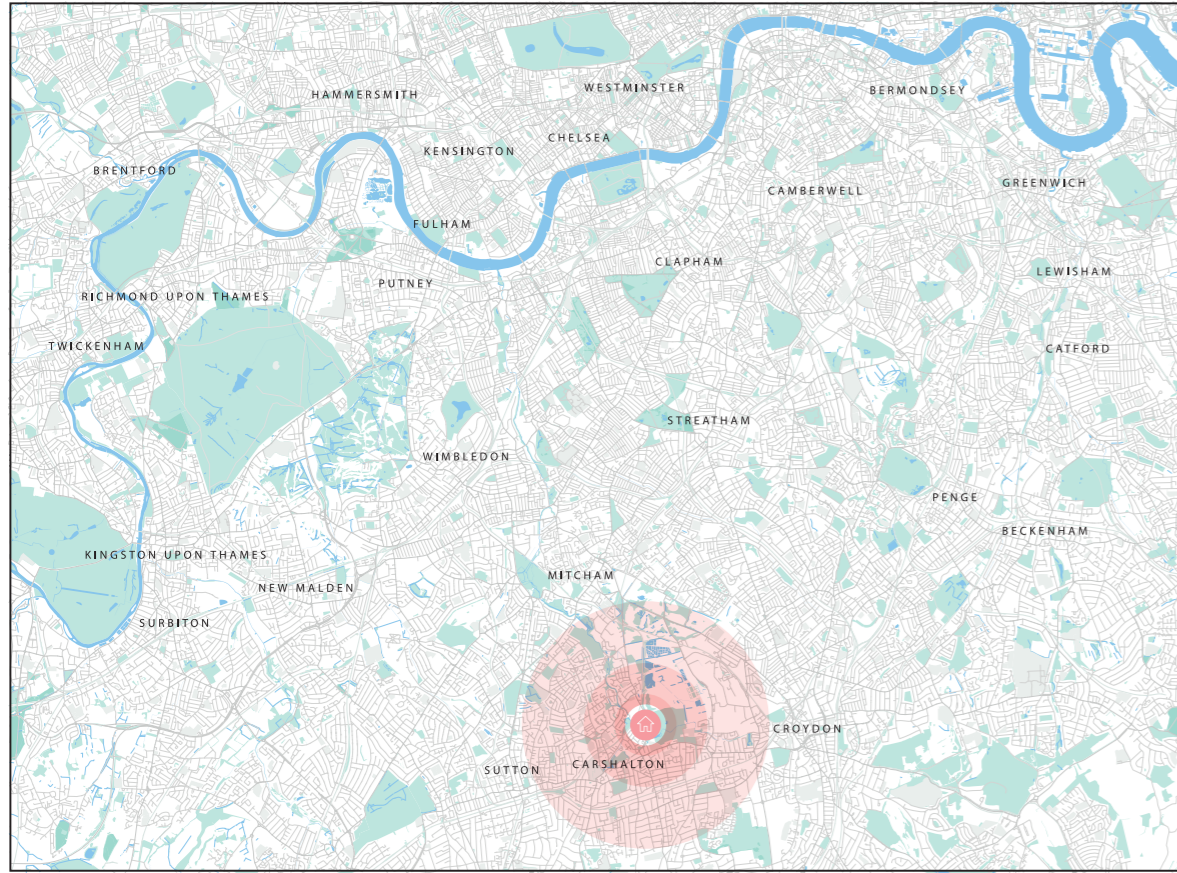 WESTMINSTER
BERMONDSEY
HAMMERSMITH
CHELSEA
KENSINGTON
BRENTFORD
CAMBERWELL
GREENWICH
FULHAM
CLAPHAM
LEWISHAM
PUTNEY
RICHMOND UPON THAMES
TWICKENHAM
CATFORD
STREATHAM
WIMBLEDON
PENGE
BECKENHAM
KINGSTON UPON THAMES
MITCHAM
NEW MALDEN
SURBITON
CROYDON
CARSHALTON
SUTTON